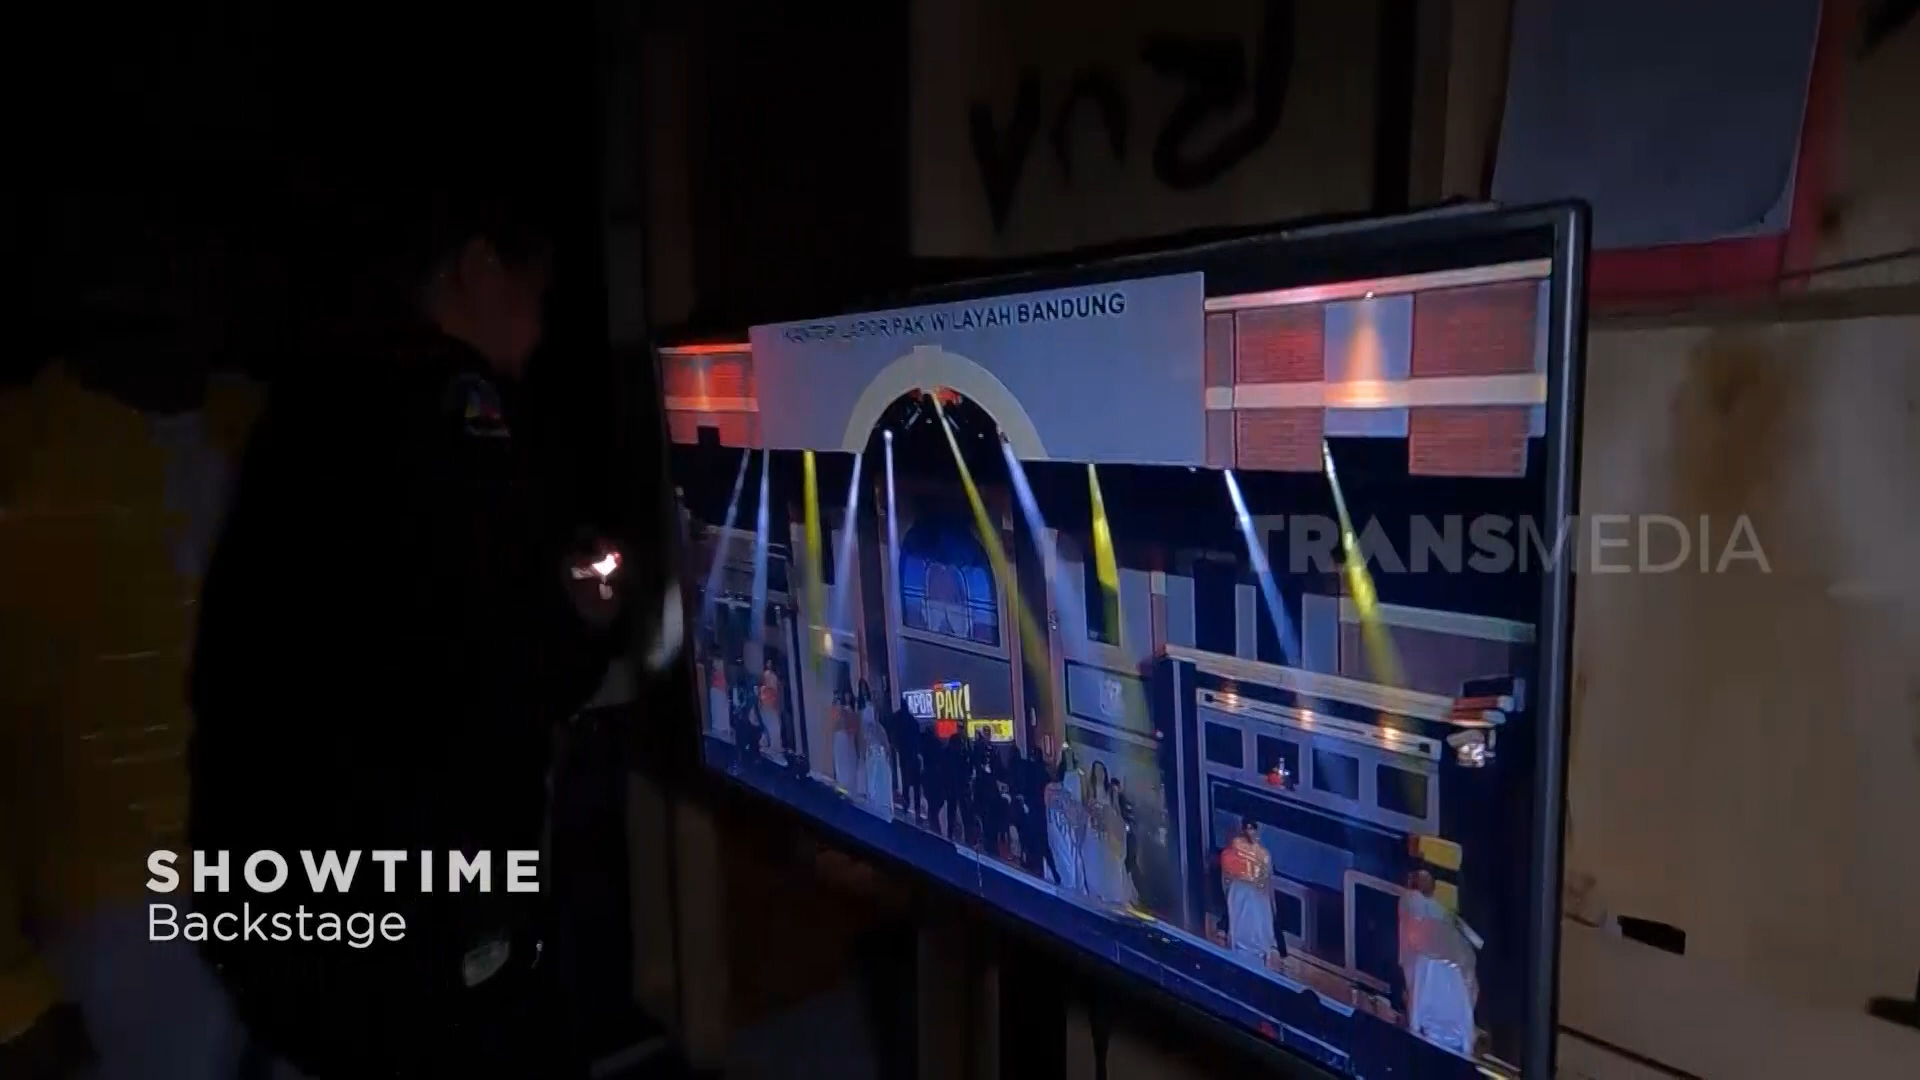 KANTOR LAPOR PAK WILAYAH BANDUNG
TRANSMEDIA
LAPOR PAK!
SHOWTIME
Backstage